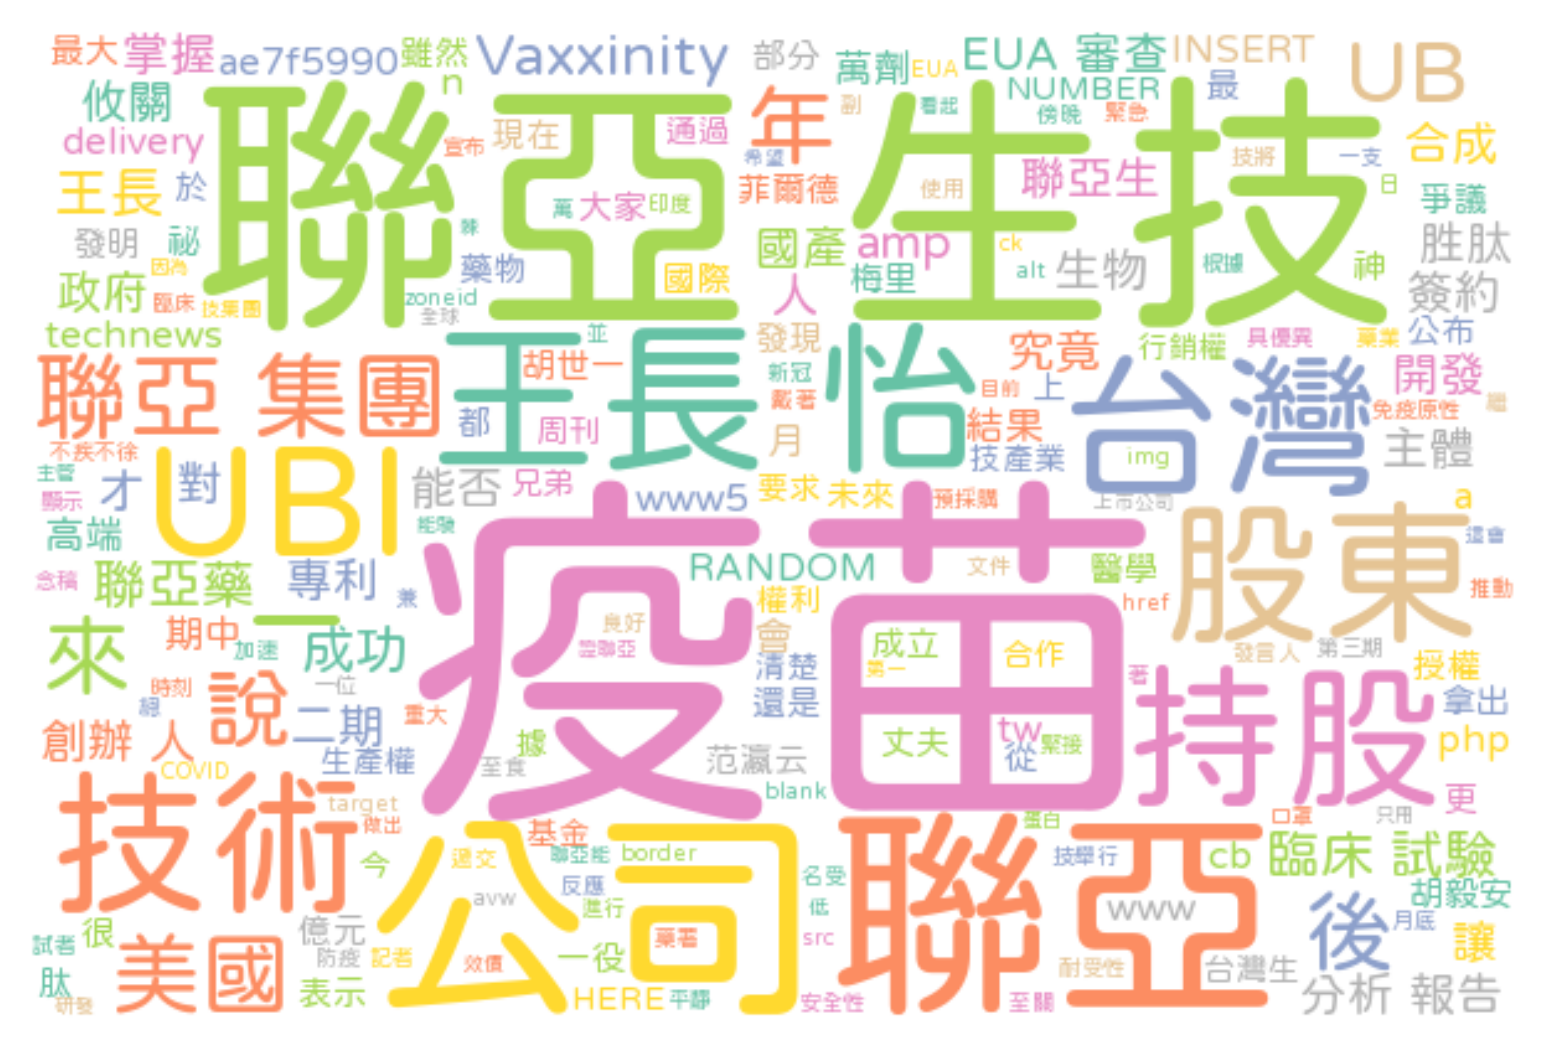 最大 掌握 ae7f5990 雖然 Vaxxinity 部分 萬劑 EUA EUA 審查 INSERT UB
攸關 n 年 副 看起 NUMBER 最
delivery 宣布 現在 通過 傍晚 緊急 合成
聯亞 生技
王長 於 希望 菲爾德 使用 聯亞生 技將 一支 日 爭議
萬 大家 印度
發明 祕 國產 amp ck 胜肽
因為 藥物 國際 梅里 alt 生物 根據 神
政府 臨床 技集團 zoneid 人 簽約
全球
technews 並 發現 究竟 行銷權 具優異 藥業 公布
聯亞 集團 王長 怡 台灣
胡世一 新冠 開發
戴著 目前 上 免疫原性
都 周刊 月 結果 主體
不疾不徐 技產業 img
主管 才 對 UBI 能否 兄弟 www5 要求 未來 預採購 上市公司 a
顯示
高端 能驗 疫苗 股東 還會
RANDOM 文件 醫學
念稿 聯亞藥 專利 兼 權利 href 推動
一 良好 會
來 期中 加速 成功 證聯亞 成立 合作 發言人 第三期
清楚 第一 授權
時刻 一位 著
說 二期 重大 還是 持股 拿出
創辦 人 據 丈夫 tw 緊接 php
COVID 生產權 至食 范瀛云 從
技術 target blank 更
做出 基金 蛋白 口罩 只用
今 公司 遞交 聯亞能 border 聯亞 技舉行 cb 臨床 試驗
avw 反應 名受 胡毅安
很 億元 進行 低 www 後 月底
試者 防疫 記者 效價 一役 藥署 src 耐受性 台灣生 讓
肽 美國
研發 表示 HERE 平靜 安全性 至關 分析 報告